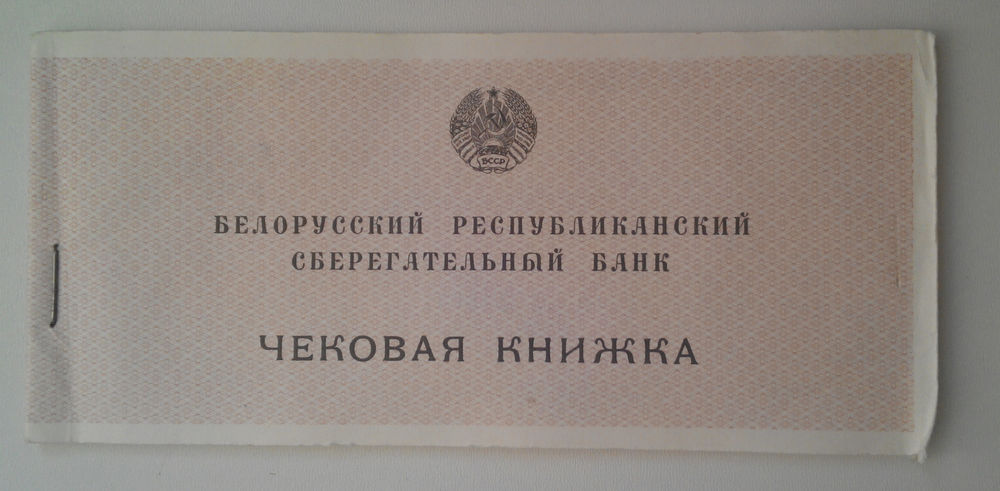 БССР
БЕЛОРУССКИЙ РЕСПУБЛИКАНСКИЙ
СБЕРЕГАТЕЛЬНЫЙ БАНК
ЧЕКОВАЯ КНИЖКА